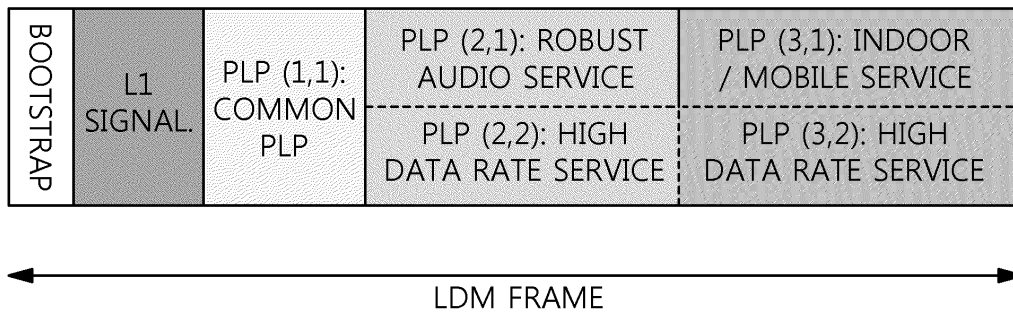 BOOTSTRAP
L1
SIGNAL.
PLP (1,1):
COMMON
PLP
PLP (2,1): ROBUST
AUDIO SERVICE
PLP (2,2): HIGH
DATA RATE SERVICE
PLP (3,1): INDOOR
/ MOBILE SERVICE
PLP (3,2): HIGH
DATA RATE SERVICE
LDM FRAME